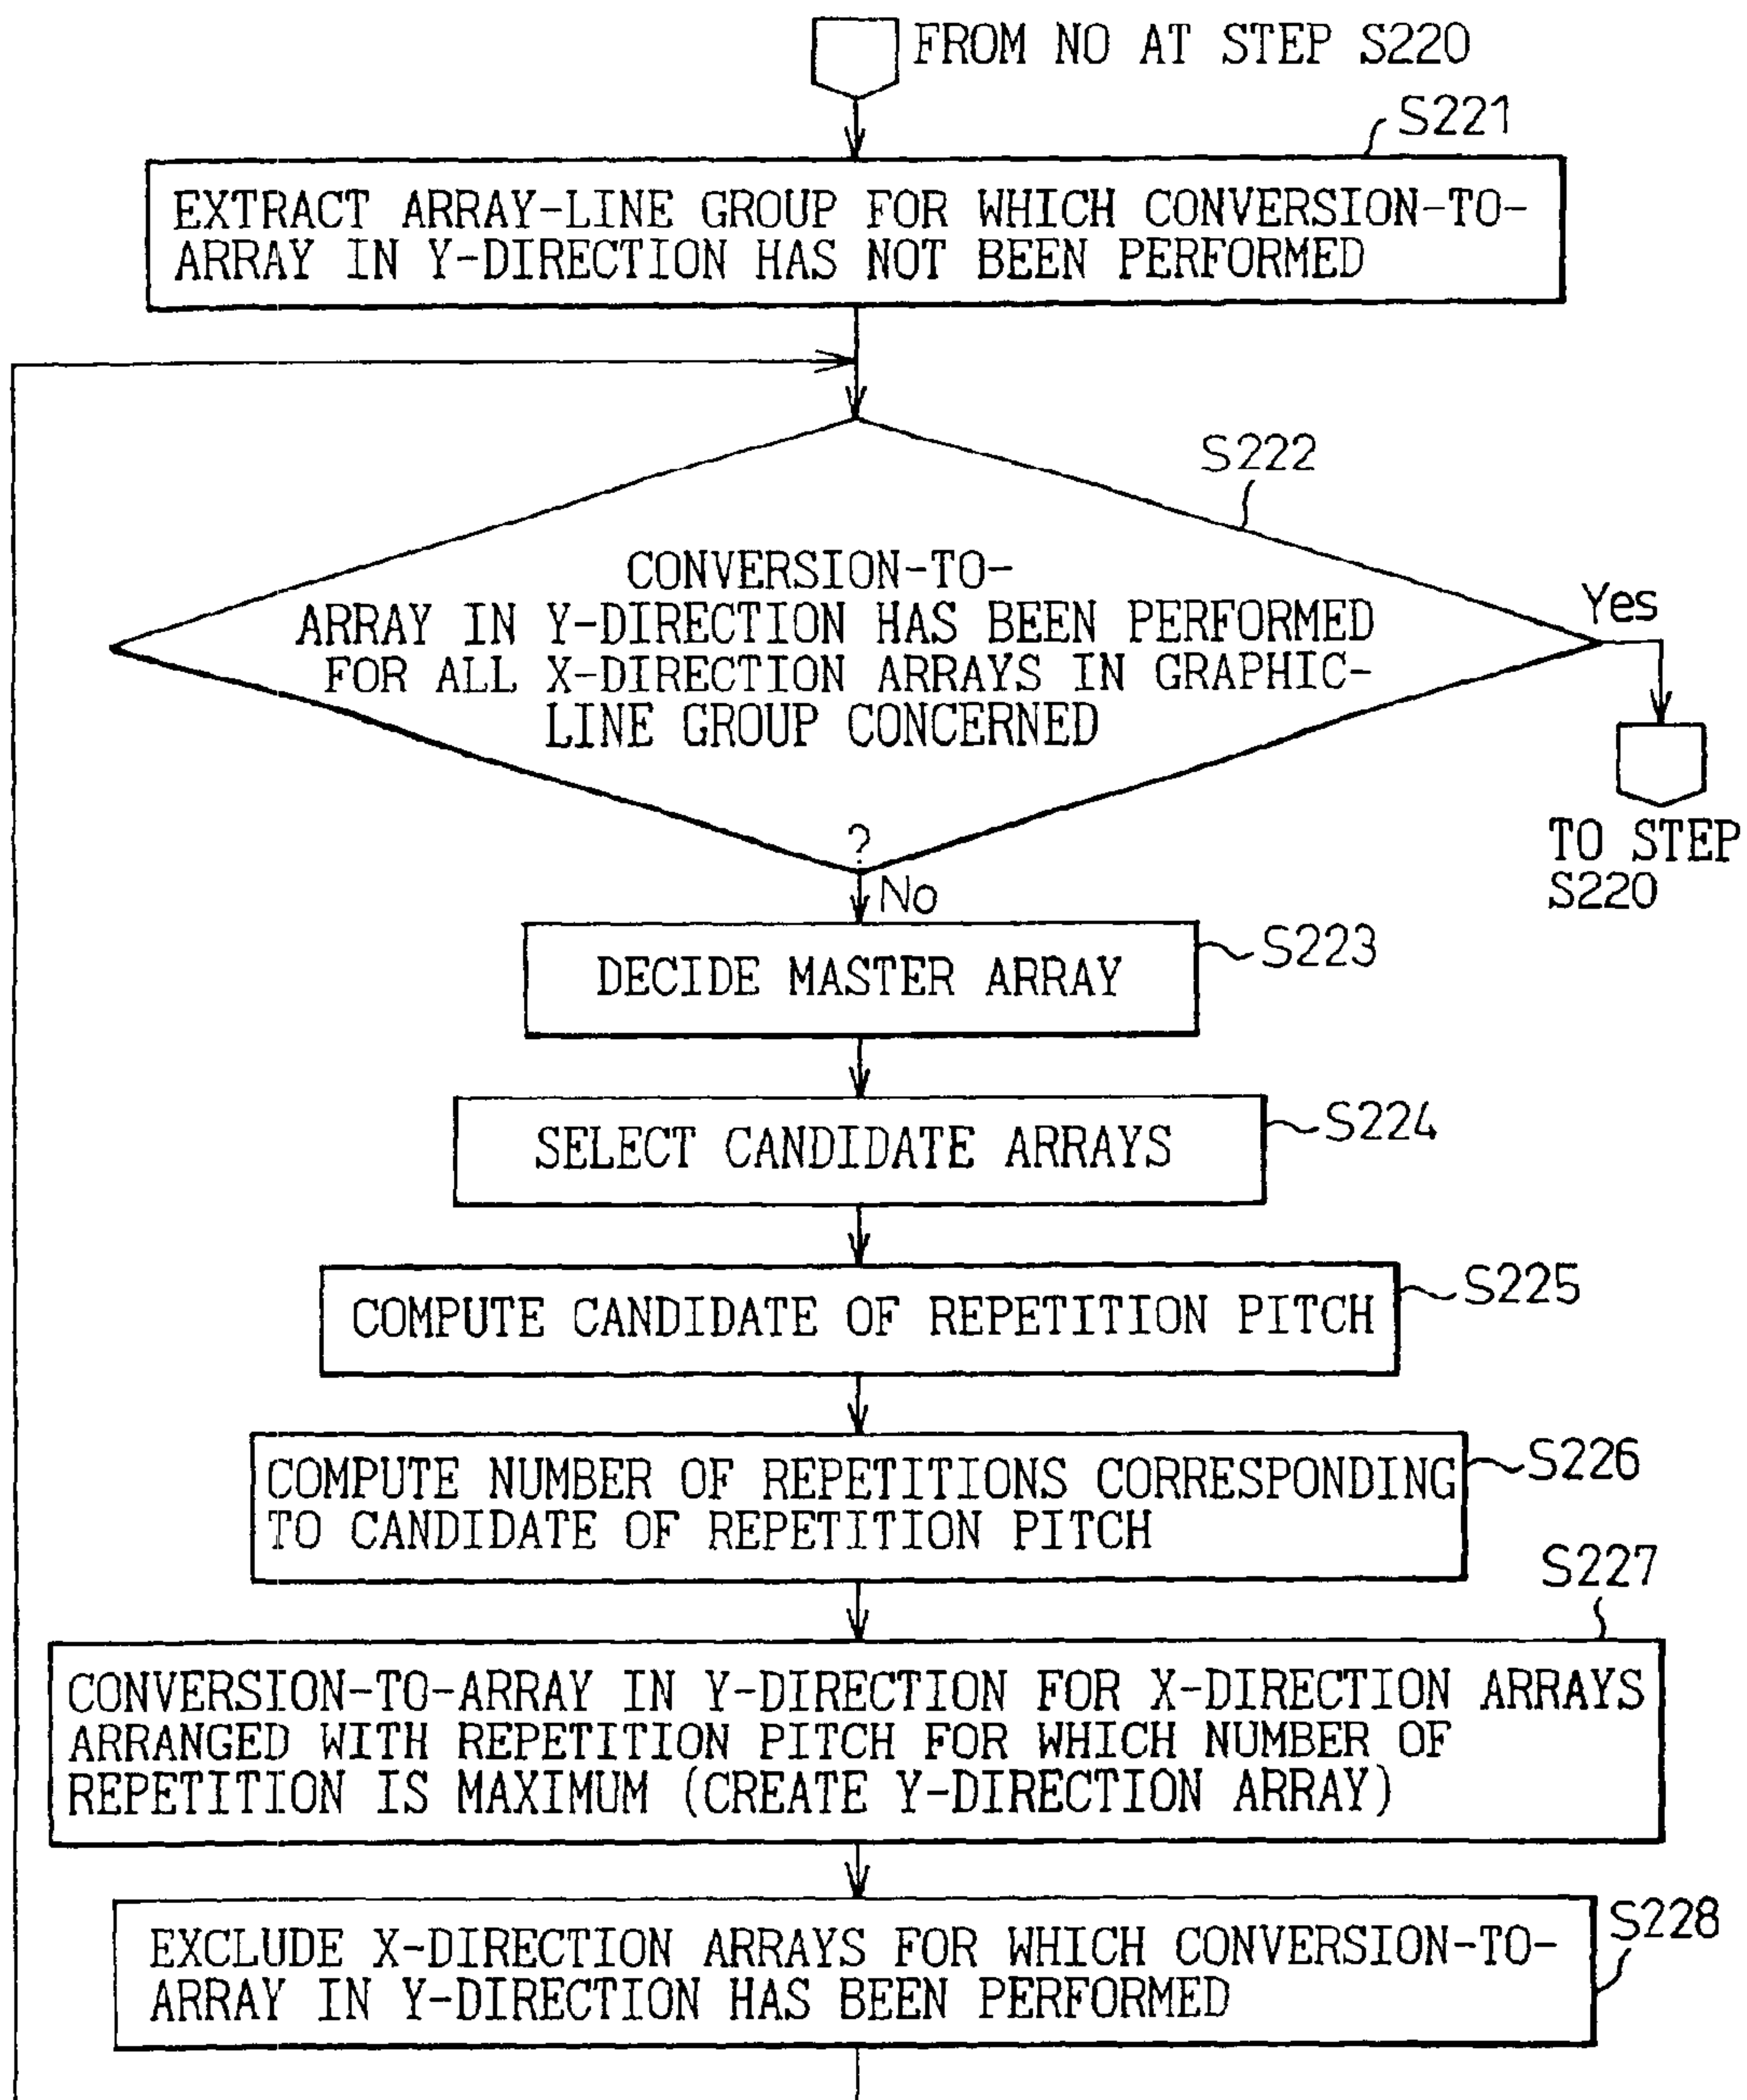 FROM NO AT STEP S220
S221
EXTRACT ARRAY-LINE GROUP FOR WHICH CONVERSION-TO-
ARRAY IN Y-DIRECTION HAS NOT BEEN PERFORMED
S222
CONVERSION-TO-
ARRAY IN Y-DIRECTION HAS BEEN PERFORMED
FOR ALL X-DIRECTION ARRAYS IN GRAPHIC-
LINE GROUP CONCERNED
?
Yes
TO STEP
S220
No
S223
DECIDE MASTER ARRAY
S224
SELECT CANDIDATE ARRAYS
S225
COMPUTE CANDIDATE OF REPETITION PITCH
S226
COMPUTE NUMBER OF REPETITIONS CORRESPONDING
TO CANDIDATE OF REPETITION PITCH
S227
CONVERSION-TO-ARRAY IN Y-DIRECTION FOR X-DIRECTION ARRAYS
ARRANGED WITH REPETITION PITCH FOR WHICH NUMBER OF
REPETITION IS MAXIMUM (CREATE Y-DIRECTION ARRAY)
S228
EXCLUDE X-DIRECTION ARRAYS FOR WHICH CONVERSION-TO-
ARRAY IN Y-DIRECTION HAS BEEN PERFORMED